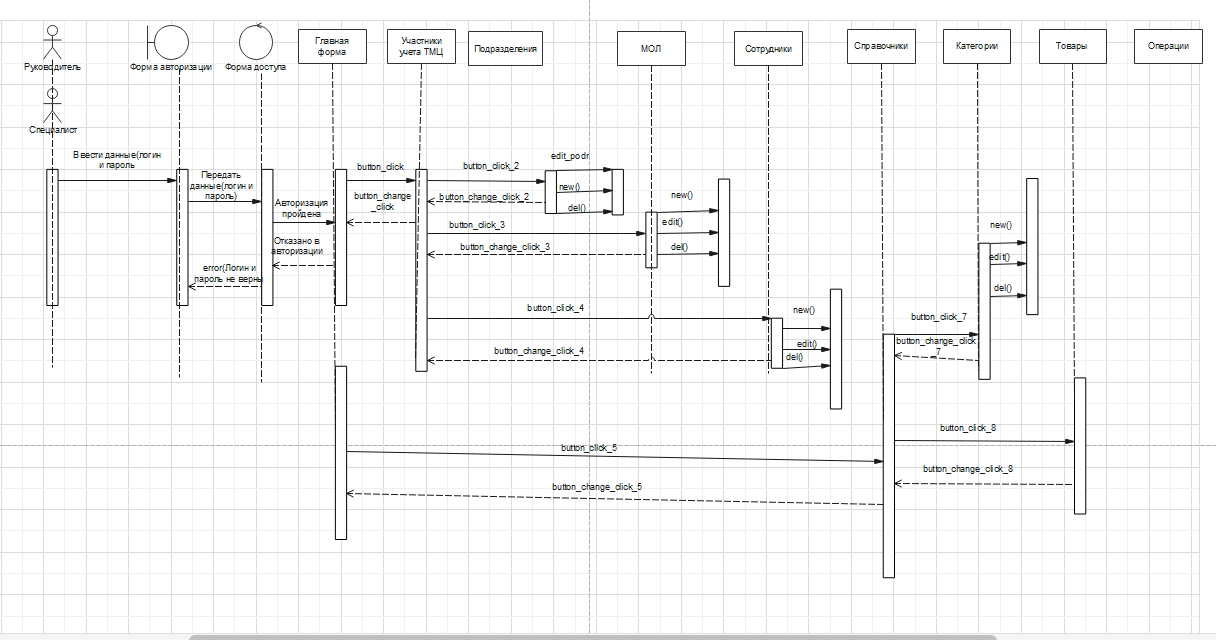 Руководитель
Форма авторизации
Форма доступа
Главная
форма
Участники
учета ТМЦ
Подразделения
МОЛ
Сотрудники
Справочники
Категории
Товары
Операции
Специалист
Ввести данные(логин
и пароль
Передать
данные(логин и
пароль)
Авторизация
пройдена
Отказано в
авторизации
error(Логин и
пароль не верны
button_click
button_change
_click
button_click_2
button_change_click_2
edit_podr
new()
del()
button_click_3
button_change_click_3
new()
edit()
del()
button_click_4
button_change_click_4
new()
edit()
del()
new()
edit()
del()
button_click_7
button_change_click
_7
button_click_8
button_change_click_8
button_click_5
button_change_click_5